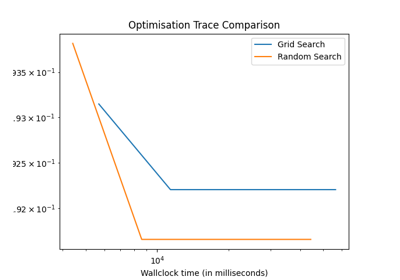 Optimisation Trace Comparison
Grid Search
Random Search
935 × 10⁻¹
.93 × 10⁻¹
925 × 10⁻¹
.92 × 10⁻¹
10⁴
Wallclock time (in milliseconds)